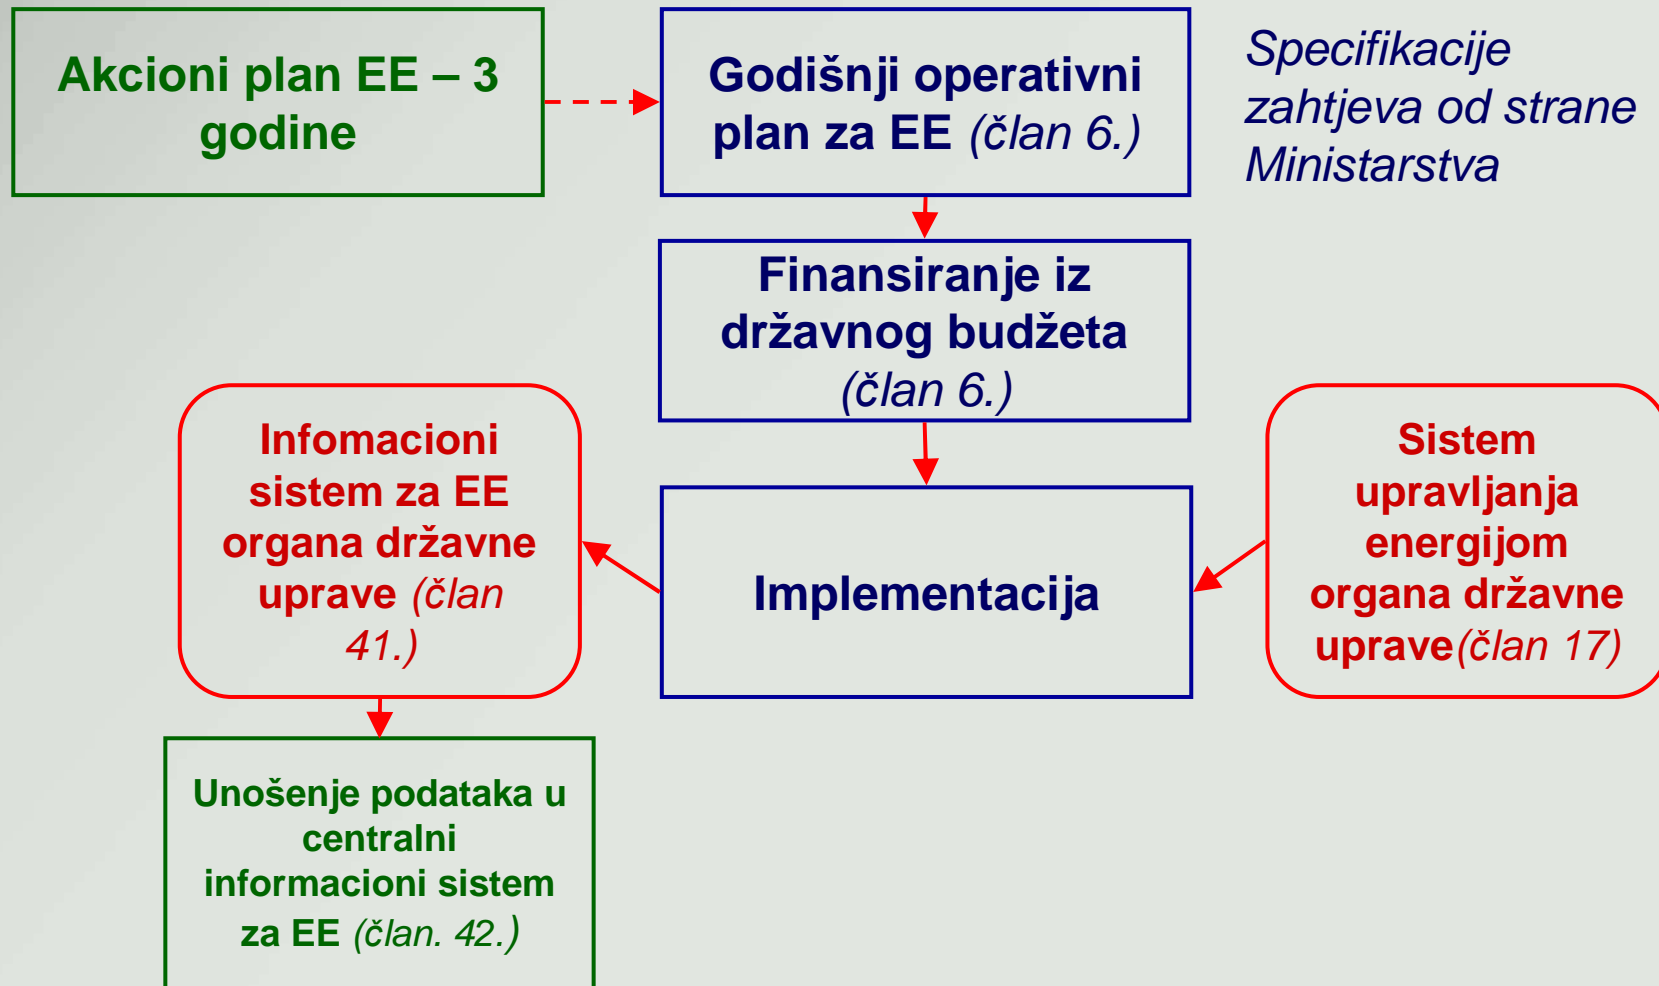 Akcioni plan EE – 3
godine
Godišnji operativni
plan za EE (član 6.)
Specifikacije
zahtjeva od strane
Ministarstva
Finansiranje iz
državnog budžeta
(član 6.)
Infomacioni
sistem za EE
organa državne
uprave (član
41.)
Implementacija
Sistem
upravljanja
energijom
organa državne
uprave(član 17)
Unošenje podataka u
centralni
informacioni sistem
za EE (član. 42.)